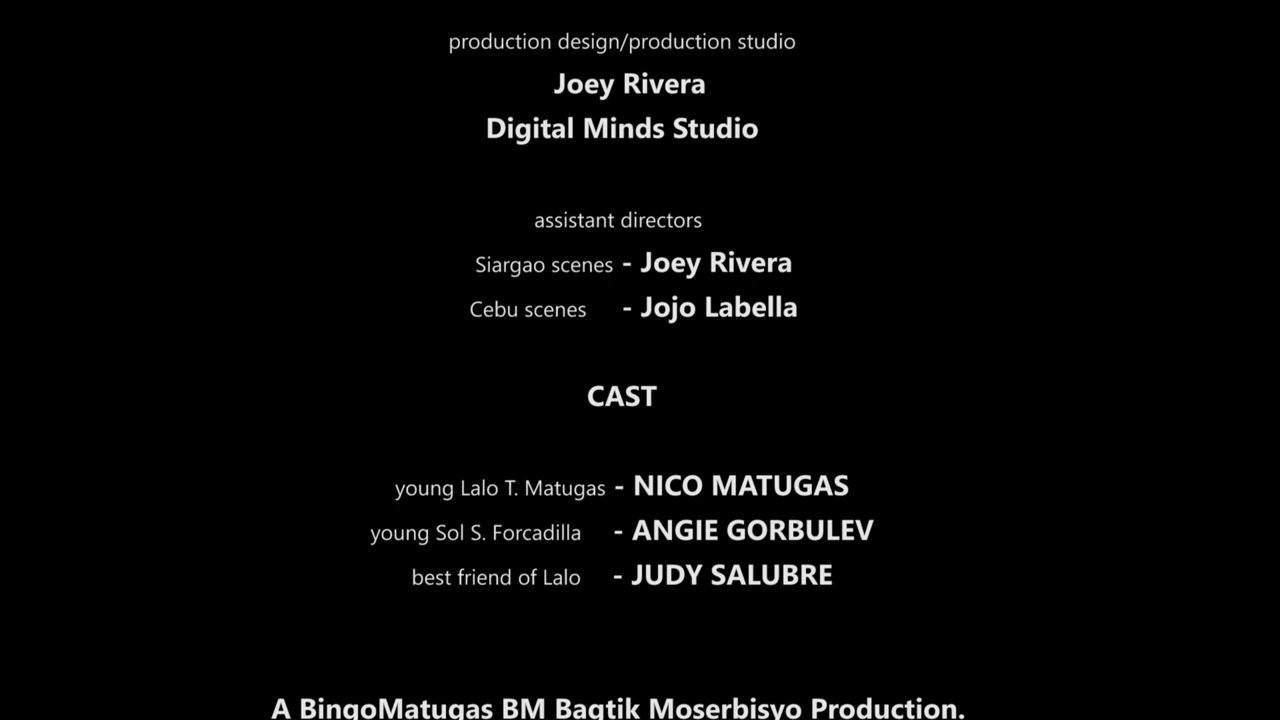 production design/production studio
Joey Rivera
Digital Minds Studio
assistant directors
Siargao scenes - Joey Rivera
Cebu scenes - Jojo Labella
CAST
young Lalo T. Matugas - NICO MATUGAS
young Sol S. Forcadilla - ANGIE GORBULEV
best friend of Lalo - JUDY SALUBRE
A BingoMatugas BM Bagtik Moserbisyo Production.